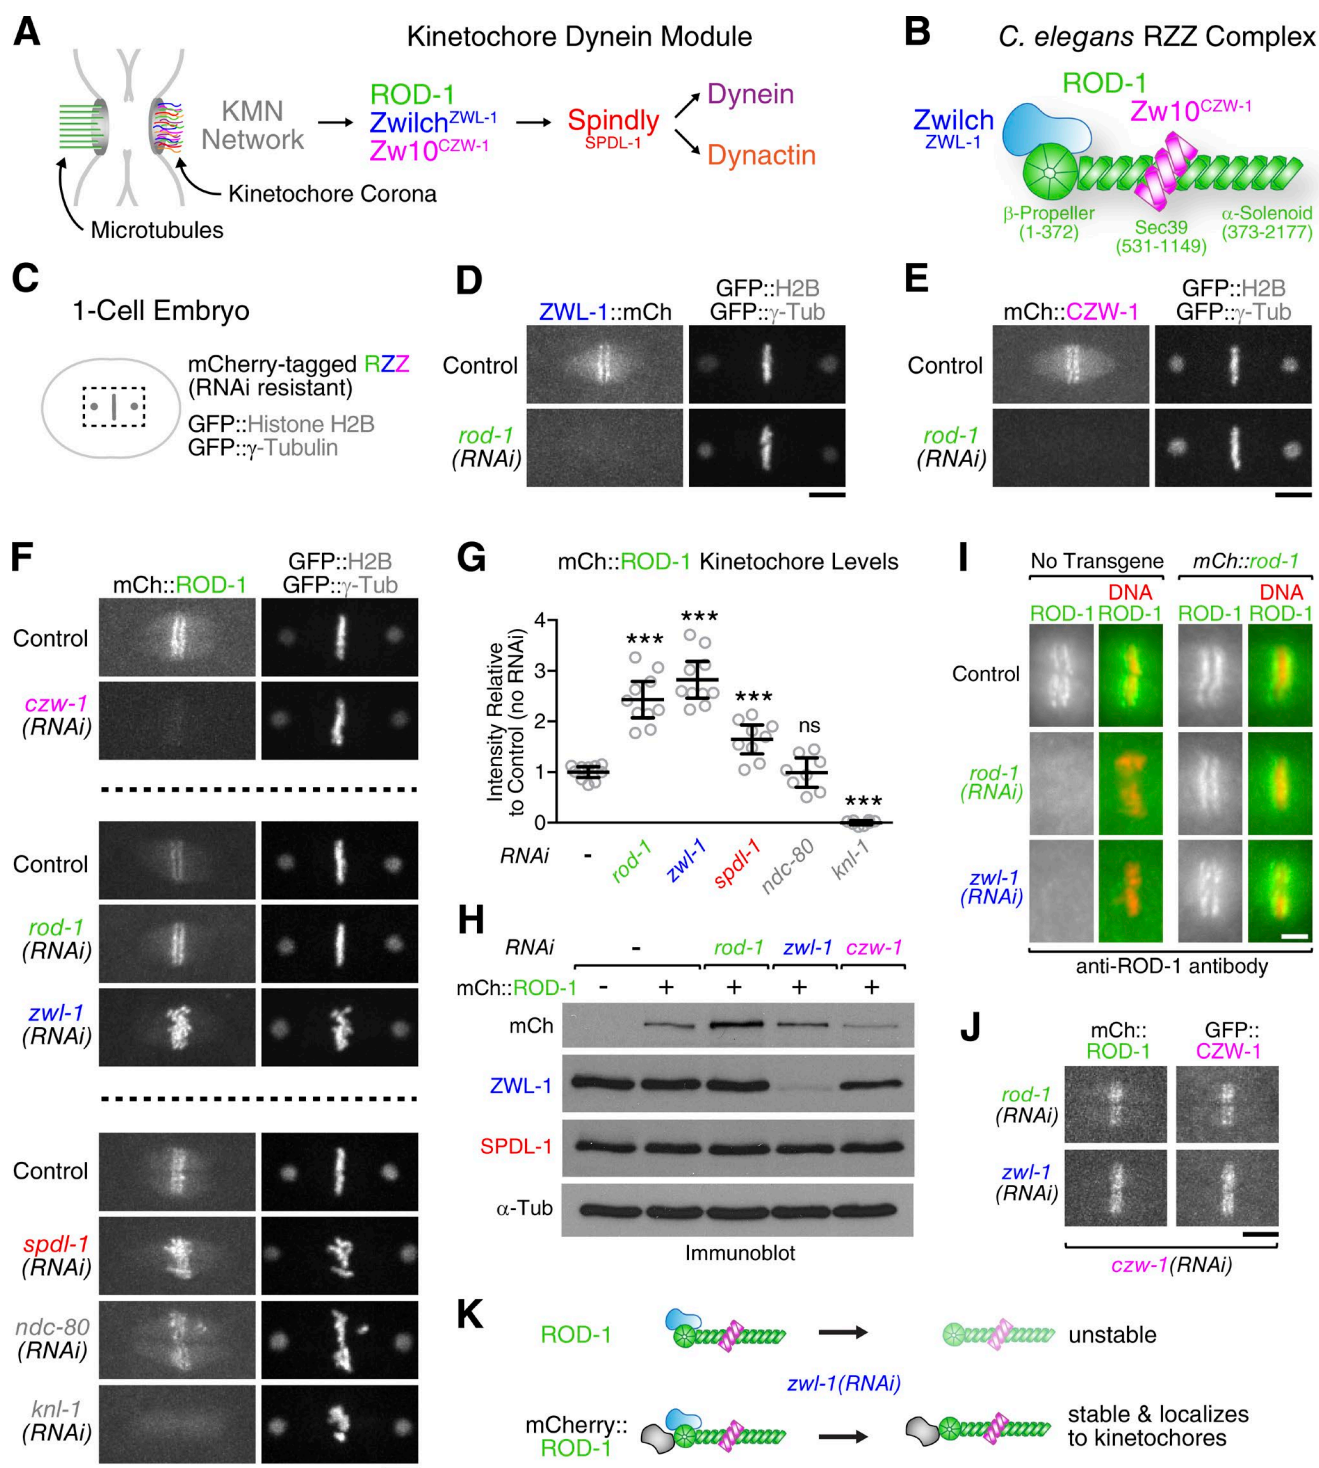 A
Kinetochore Dynein Module
KMN
Network
ROD-1
Zwilch^ZWL-1
Zw10^CZW-1
Spindly
SPDL-1
Dynein
Dynactin
Kinetochore Corona
Microtubules
B
C. elegans RZZ Complex
ROD-1
Zw10^CZW-1
Zwilch
ZWL-1
β-Propeller
(1-372)
Sec39
(531-1149)
α-Solenoid
(373-2177)
C
1-Cell Embryo
mCherry-tagged RZZ
(RNAi resistant)
GFP::Histone H2B
GFP::γ-Tubulin
D
ZWL-1::mCh
GFP::H2B
GFP::γ-Tub
Control
rod-1
(RNAi)
E
mCh::CZW-1
GFP::H2B
GFP::γ-Tub
Control
rod-1
(RNAi)
F
mCh::ROD-1
GFP::H2B
GFP::γ-Tub
Control
czw-1
(RNAi)
Control
rod-1
(RNAi)
zwl-1
(RNAi)
Control
spdl-1
(RNAi)
ndc-80
(RNAi)
knl-1
(RNAi)
G
mCh::ROD-1 Kinetochore Levels
Intensity Relative
to Control (no RNAi)
4
3
2
1
0
***
***
***
ns
***
RNAi
-
rod-1
zwl-1
spdl-1
ndc-80
knl-1
H
RNAi - rod-1 zwl-1 czw-1
mCh::ROD-1 - + + + +
mCh
ZWL-1
SPDL-1
α-Tub
Immunoblot
I
No Transgene
mCh::rod-1
DNA
DNA
ROD-1 ROD-1 ROD-1 ROD-1
Control
rod-1
(RNAi)
zwl-1
(RNAi)
anti-ROD-1 antibody
J
mCh::
ROD-1
GFP::
CZW-1
rod-1
(RNAi)
zwl-1
(RNAi)
czw-1(RNAi)
K
ROD-1
unstable
zwl-1(RNAi)
mCherry::
ROD-1
stable & localizes
to kinetochores